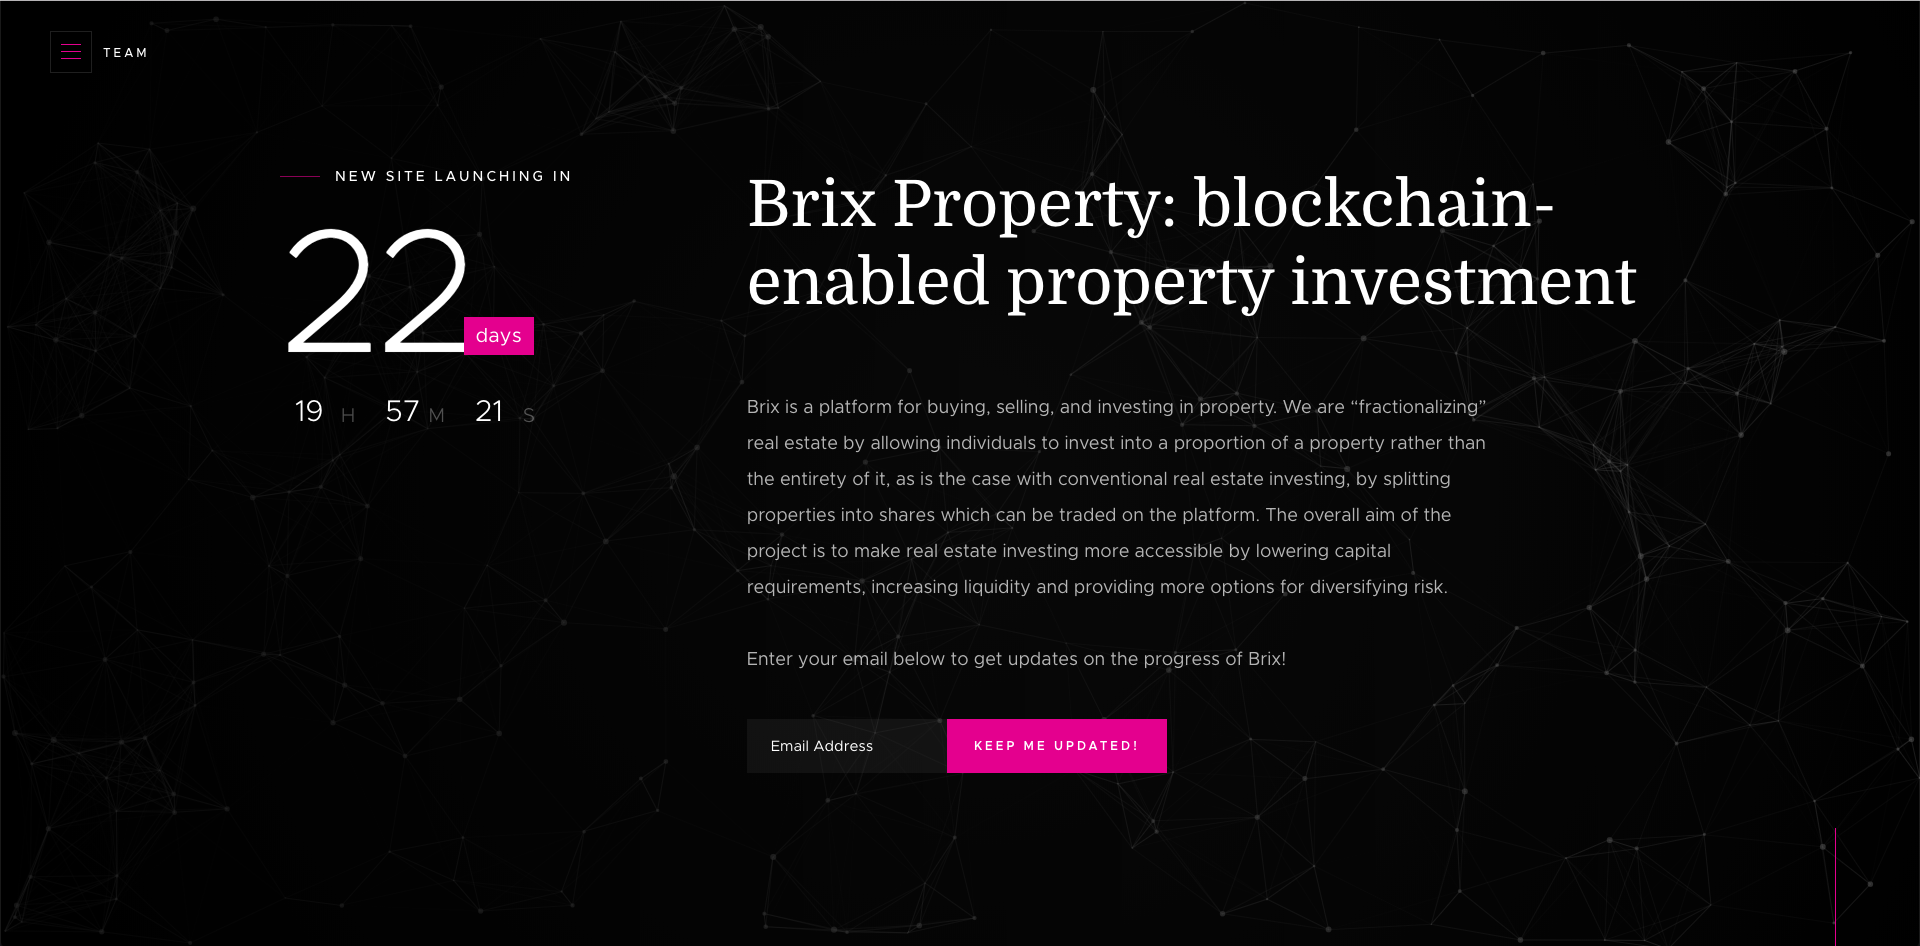 TEAM
NEW SITE LAUNCHING IN
22 days
19 H 57 M 21 S
Brix Property: blockchain-
enabled property investment
Brix is a platform for buying, selling, and investing in property. We are “fractionalizing”
real estate by allowing individuals to invest into a proportion of a property rather than
the entirety of it, as is the case with conventional real estate investing, by splitting
properties into shares which can be traded on the platform. The overall aim of the
project is to make real estate investing more accessible by lowering capital
requirements, increasing liquidity and providing more options for diversifying risk.
Enter your email below to get updates on the progress of Brix!
Email Address
KEEP ME UPDATED!